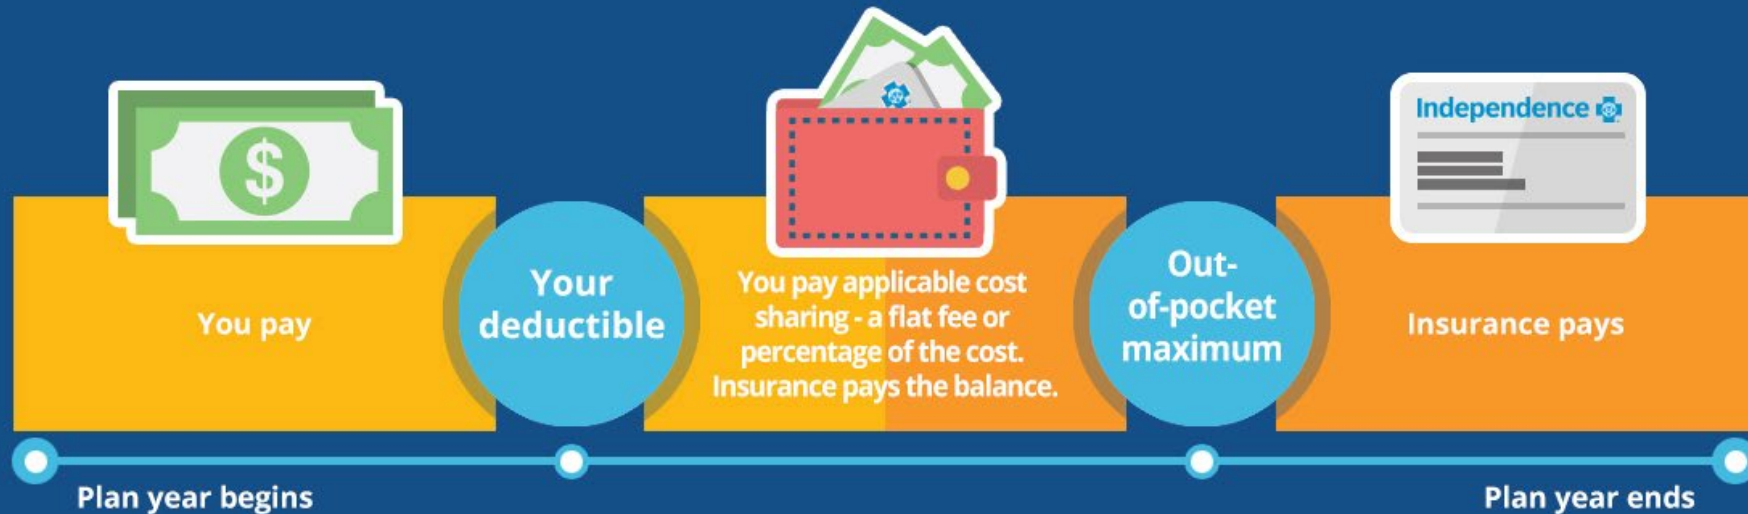 $
Independence
You pay
Your
deductible
You pay applicable cost
sharing - a flat fee or
percentage of the cost.
Insurance pays the balance.
Out-
of-pocket
maximum
Insurance pays
Plan year begins
Plan year ends